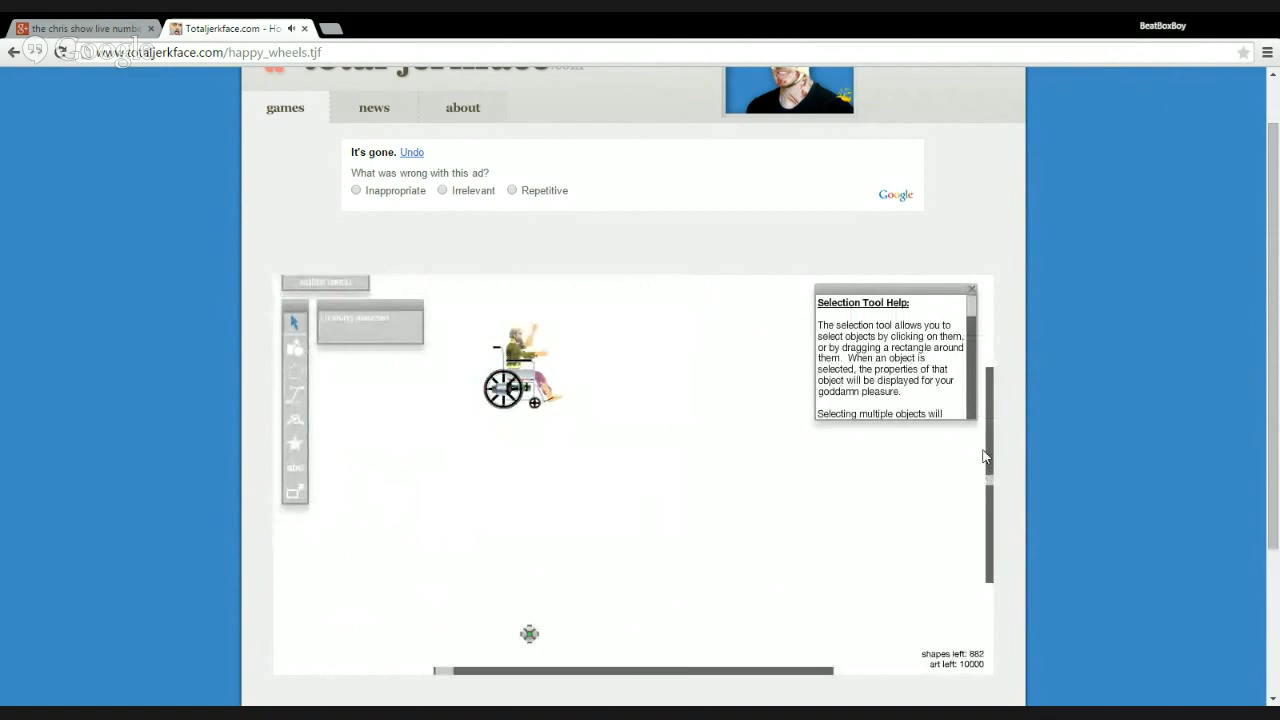 the chris show live numbe
Totaljerkface.com - Ho
BeatBoxBoy
Google
www.totaljerkface.com/happy_wheels.tjf
games
news
about
It's gone. Undo
What was wrong with this ad?
Inappropriate
Irrelevant
Repetitive
Google
Selection Tool Help:
The selection tool allows you to
select objects by clicking on them,
or by dragging a rectangle around
them. When an object is
selected, the properties of that
object will be displayed for your
goddamn pleasure.
Selecting multiple objects will
abc
shapes left: 882
art left: 10000